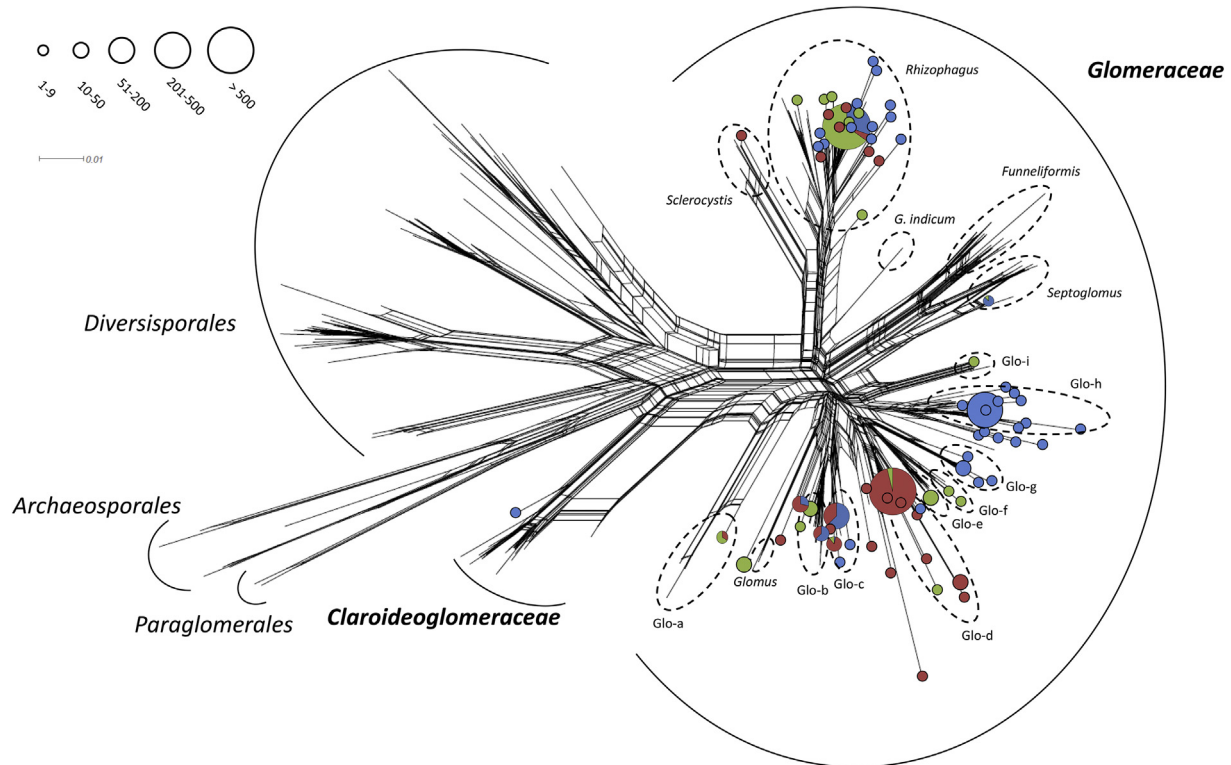 1-9
10-50
51-200
201-500
> 500
0.01
Glomeraceae
Rhizophagus
Sclerocystis
Funneliformis
G. indicum
Septoglomus
Diversisporales
Glo-i
Glo-h
Glo-g
Glo-f
Glo-e
Archaeosporales
Paraglomerales
Claroideoglomeraceae
Glo-a
Glomus
Glo-b
Glo-c
Glo-d